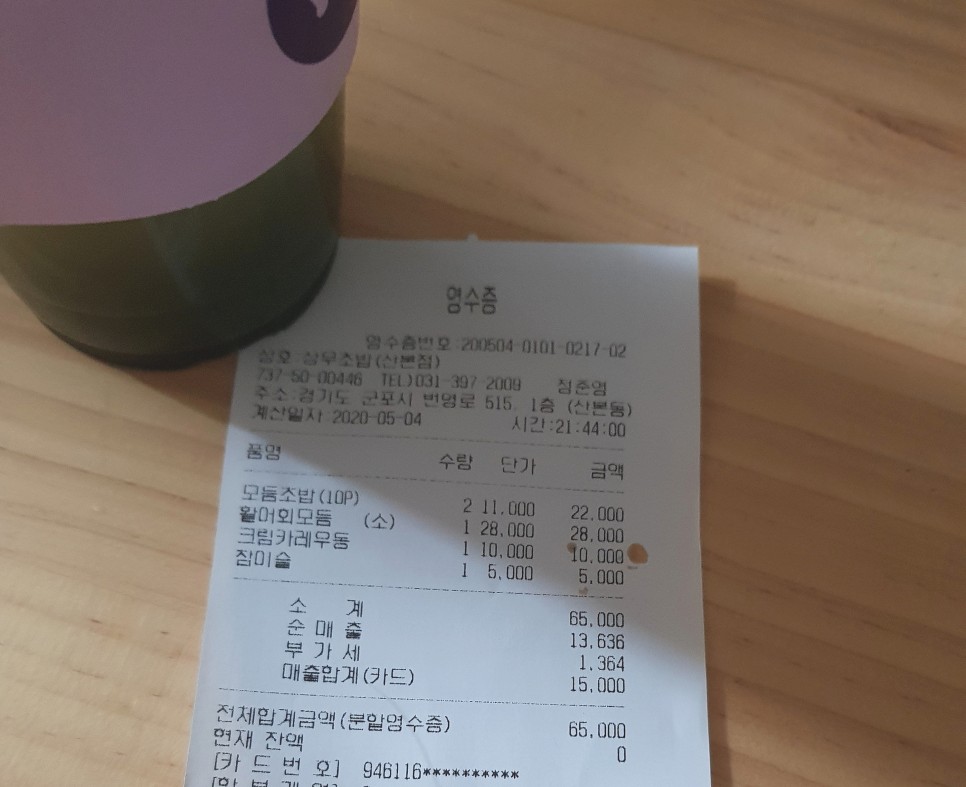 영수증
영수증번호:200504-0101-0217-02
상호:상무초밥(산본점)
737-50-00446 TEL)031-397-2009 정춘영
주소:경기도 군포시 번영로 515, 1층 (산본동)
계산일자:2020-05-04 시간:21:44:00
품명 수량 단가 금액
모듬초밥(10P) 2 11,000 22,000
활어회모듬 (소) 1 28,000 28,000
크림카레우동 1 10,000 10,000
참이슬 1 5,000 5,000
소 계 65,000
순 매 출 13,636
부 가 세 1,364
매출합계(카드) 15,000
전체합계금액(분할영수증) 65,000
현재 잔액 0
[카 드 번 호] 946116**********